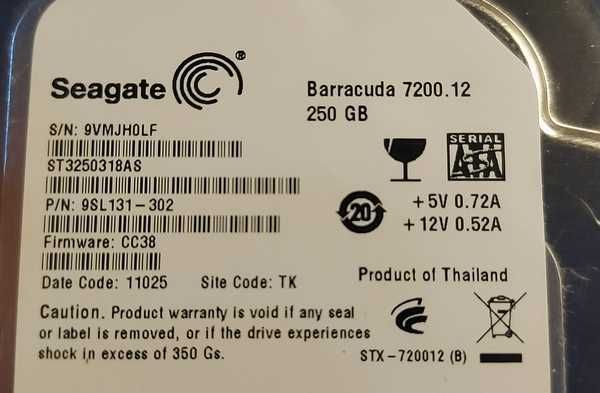 Seagate ®
Barracuda 7200.12
250 GB
S/N: 9VMJH0LF
ST3250318AS
SERIAL
ATA
P/N: 9SL131-302
20
+5V 0.72A
+12V 0.52A
Firmware: CC38
Date Code: 11025 Site Code: TK
Product of Thailand
Caution. Product warranty is void if any seal
or label is removed, or if the drive experiences
shock in excess of 350 Gs.
STX-720012 (B)